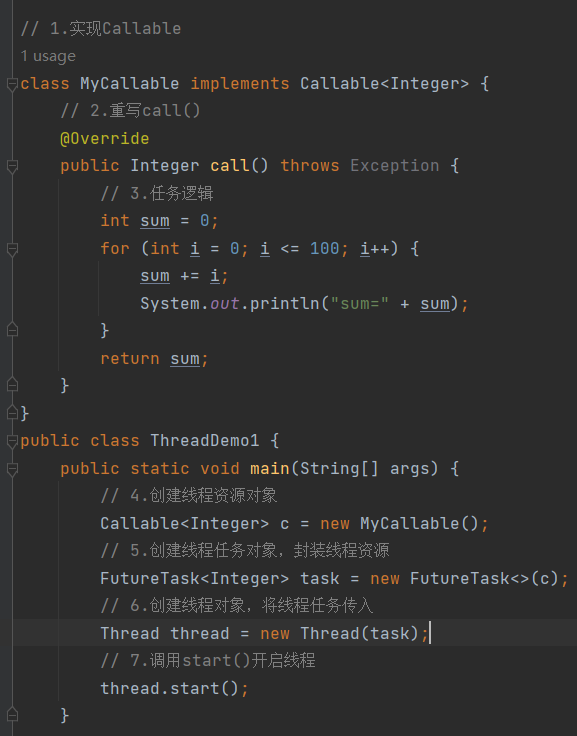 // 1.实现Callable
1 usage
class MyCallable implements Callable<Integer> {
    // 2.重写call()
    @Override
    public Integer call() throws Exception {
        // 3.任务逻辑
        int sum = 0;
        for (int i = 0; i <= 100; i++) {
            sum += i;
            System.out.println("sum=" + sum);
        }
        return sum;
    }
}
public class ThreadDemo1 {
    public static void main(String[] args) {
        // 4.创建线程资源对象
        Callable<Integer> c = new MyCallable();
        // 5.创建线程任务对象，封装线程资源
        FutureTask<Integer> task = new FutureTask<>(c);
        // 6.创建线程对象，将线程任务传入
        Thread thread = new Thread(task);
        // 7.调用start()开启线程
        thread.start();
    }